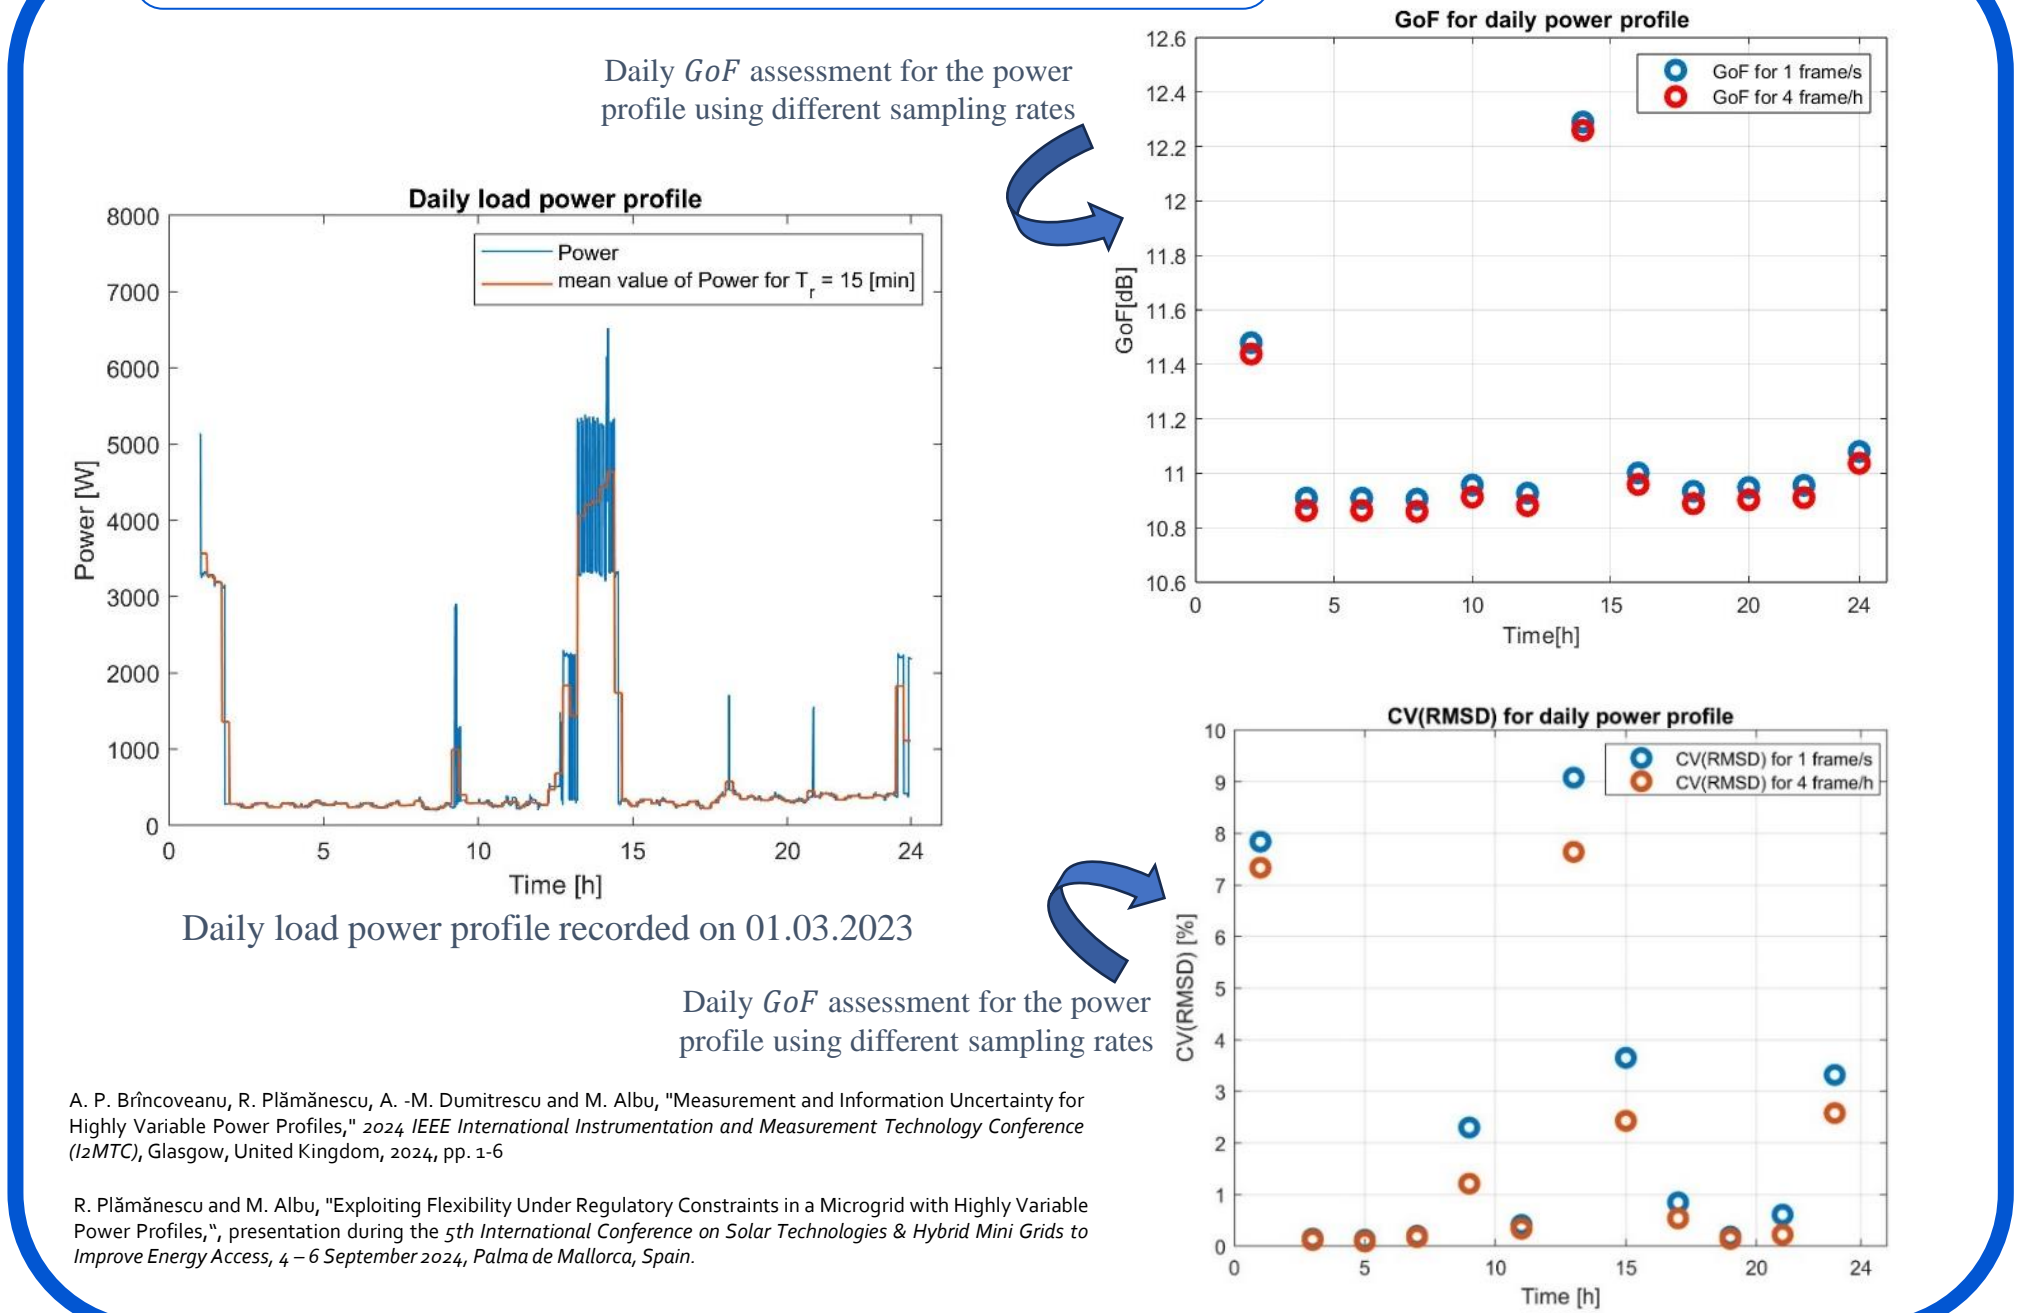 Daily GoF assessment for the power
profile using different sampling rates
Daily load power profile
8000
7000
6000
5000
4000
3000
2000
1000
0
Power [W]
Power
mean value of Power for T_r = 15 [min]
0 5 10 15 20 24
Time [h]
Daily load power profile recorded on 01.03.2023
GoF for daily power profile
12.6
12.4
12.2
12
11.8
11.6
11.4
11.2
11
10.8
10.6
GoF[dB]
GoF for 1 frame/s
GoF for 4 frame/h
0 5 10 15 20 24
Time[h]
Daily GoF assessment for the power
profile using different sampling rates
CV(RMSD) for daily power profile
10
9
8
7
6
5
4
3
2
1
0
CV(RMSD) [%]
CV(RMSD) for 1 frame/s
CV(RMSD) for 4 frame/h
0 5 10 15 20 24
Time [h]
A. P. Brîncoveanu, R. Plămănescu, A. -M. Dumitrescu and M. Albu, "Measurement and Information Uncertainty for
Highly Variable Power Profiles," 2024 IEEE International Instrumentation and Measurement Technology Conference
(I2MTC), Glasgow, United Kingdom, 2024, pp. 1-6
R. Plămănescu and M. Albu, "Exploiting Flexibility Under Regulatory Constraints in a Microgrid with Highly Variable
Power Profiles,“, presentation during the 5th International Conference on Solar Technologies & Hybrid Mini Grids to
Improve Energy Access, 4 – 6 September 2024, Palma de Mallorca, Spain.